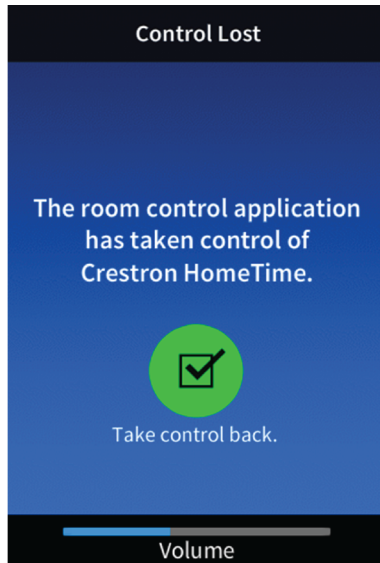 Control Lost
The room control application
has taken control of
Crestron HomeTime.
Take control back.
Volume